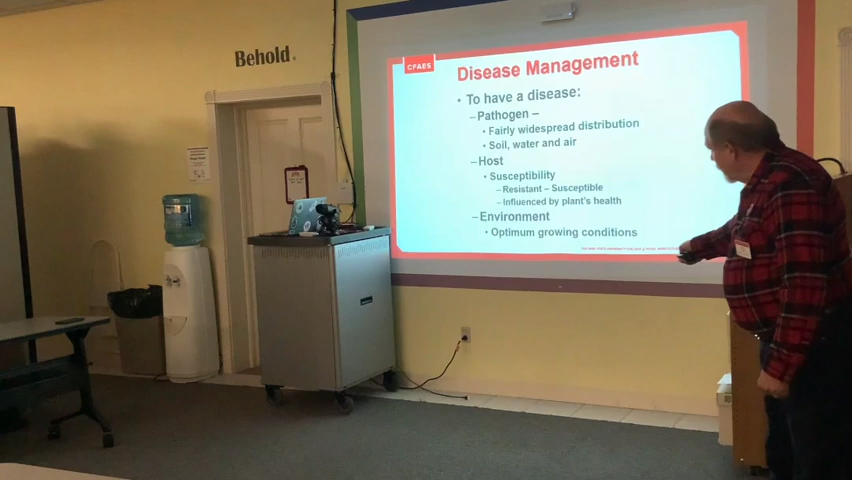 Behold.
CFAES
Disease Management
• To have a disease:
– Pathogen –
• Fairly widespread distribution
• Soil, water and air
– Host
• Susceptibility
– Resistant – Susceptible
– Influenced by plant's health
– Environment
• Optimum growing conditions